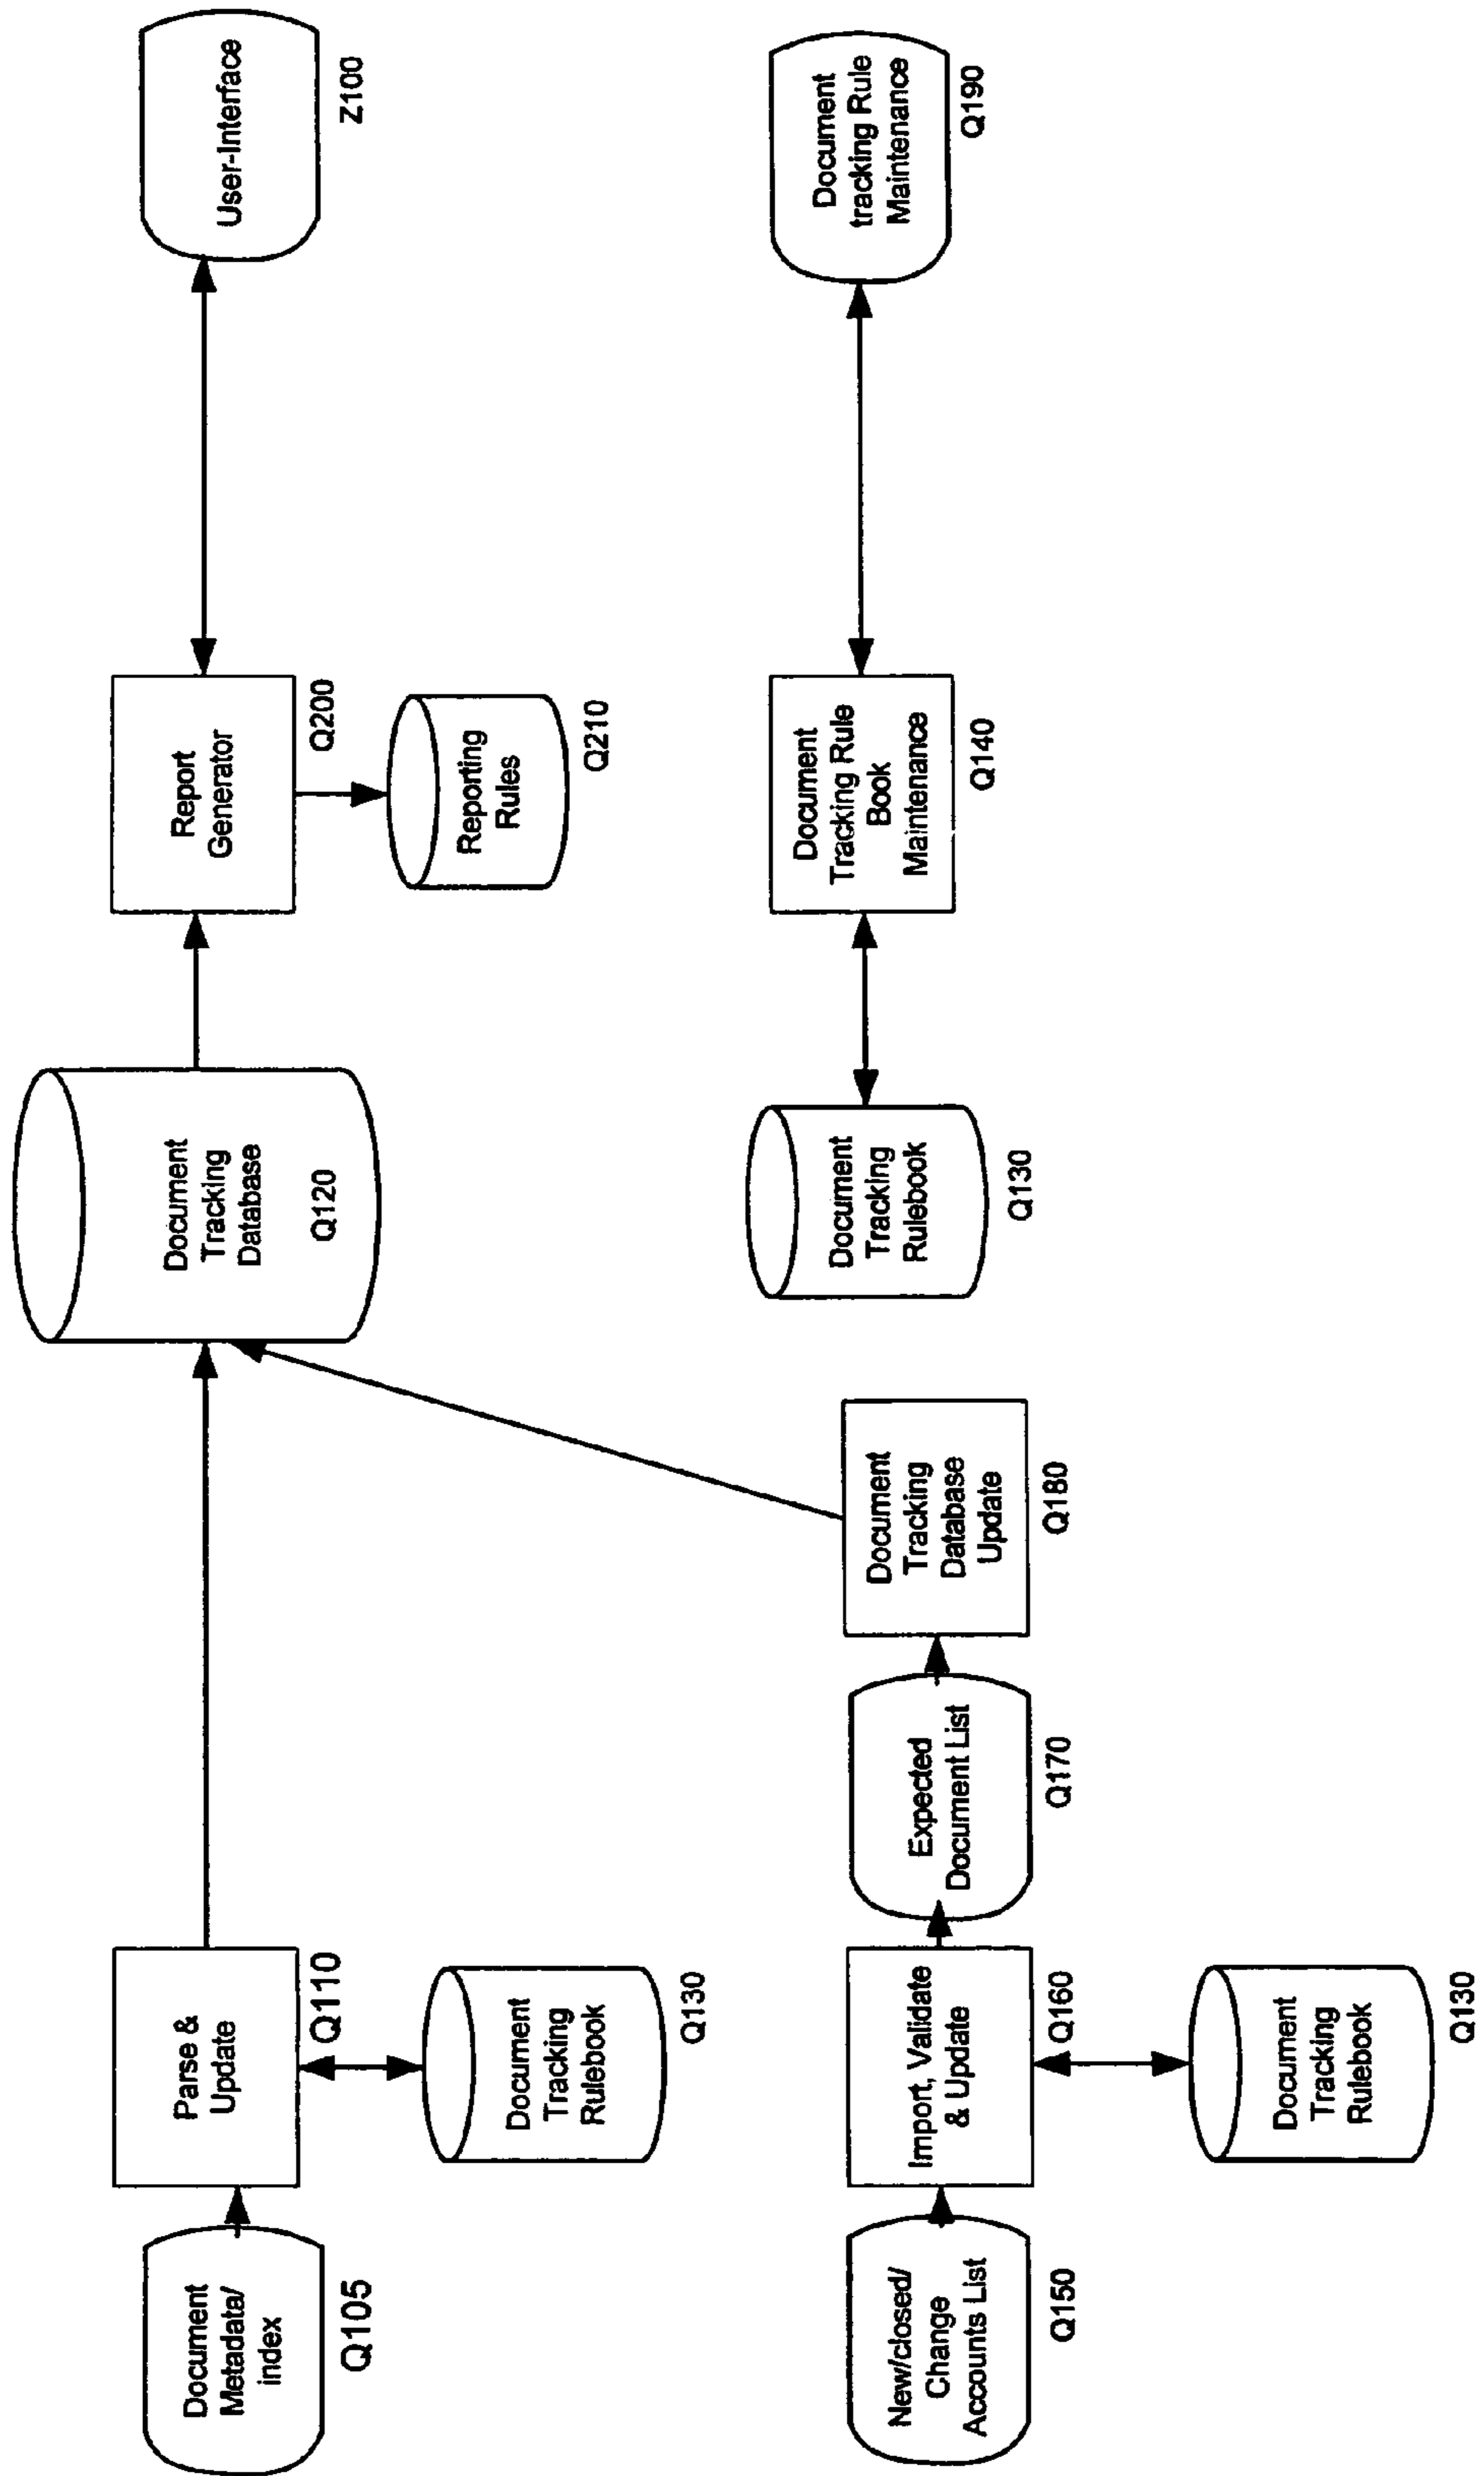 Document
Metadata/
index
Q105
Parse &
Update
Q110
Document
Tracking
Rulebook
Q130
Document
Tracking
Database
Q120
Report
Generator
Q200
Reporting
Rules
Q210
User-Interface
Z100
New/closed/
Change
Accounts List
Q150
Import, Validate
& Update
Q160
Document
Tracking
Rulebook
Q130
Expected
Document List
Q170
Document
Tracking
Database
Update
Q180
Document
Tracking
Rulebook
Q130
Document
Tracking Rule
Book
Maintenance
Q140
Document
tracking Rule
Maintenance
Q190